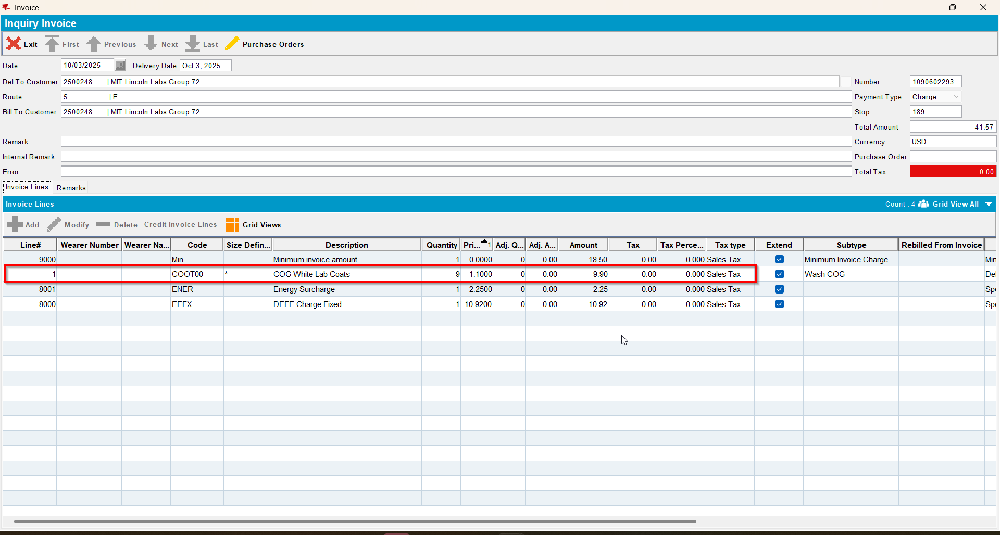 Invoice
Inquiry Invoice
Exit First Previous Next Last Purchase Orders
Date 10/03/2025 Delivery Date Oct 3, 2025
Del To Customer 2500248 | MIT Lincoln Labs Group 72 ... Number 1090602293
Route 5 | E Payment Type Charge
Bill To Customer 2500248 | MIT Lincoln Labs Group 72 Stop 189
Total Amount 41.57
Remark Currency USD
Internal Remark Purchase Order
Error Total Tax 0.00
Invoice Lines Remarks
Invoice Lines Count : 4 Grid View All
Add Modify Delete Credit Invoice Lines Grid Views
Line# Wearer Number Wearer Na... Code Size Defin... Description Quantity Pri... 1 Adj. Q... Adj. A... Amount Tax Tax Perce... Tax type Extend Subtype Rebilled From Invoice
9000 Min Minimum invoice amount 1 0.0000 0 0.00 18.50 0.00 0.000 Sales Tax Minimum Invoice Charge Min
1 COOT00 * COG White Lab Coats 9 1.1000 0 0.00 9.90 0.00 0.000 Sales Tax Wash COG De
8001 ENER Energy Surcharge 1 2.2500 0 0.00 2.25 0.00 0.000 Sales Tax Spe
8000 EEFX DEFE Charge Fixed 1 10.9200 0 0.00 10.92 0.00 0.000 Sales Tax Spe